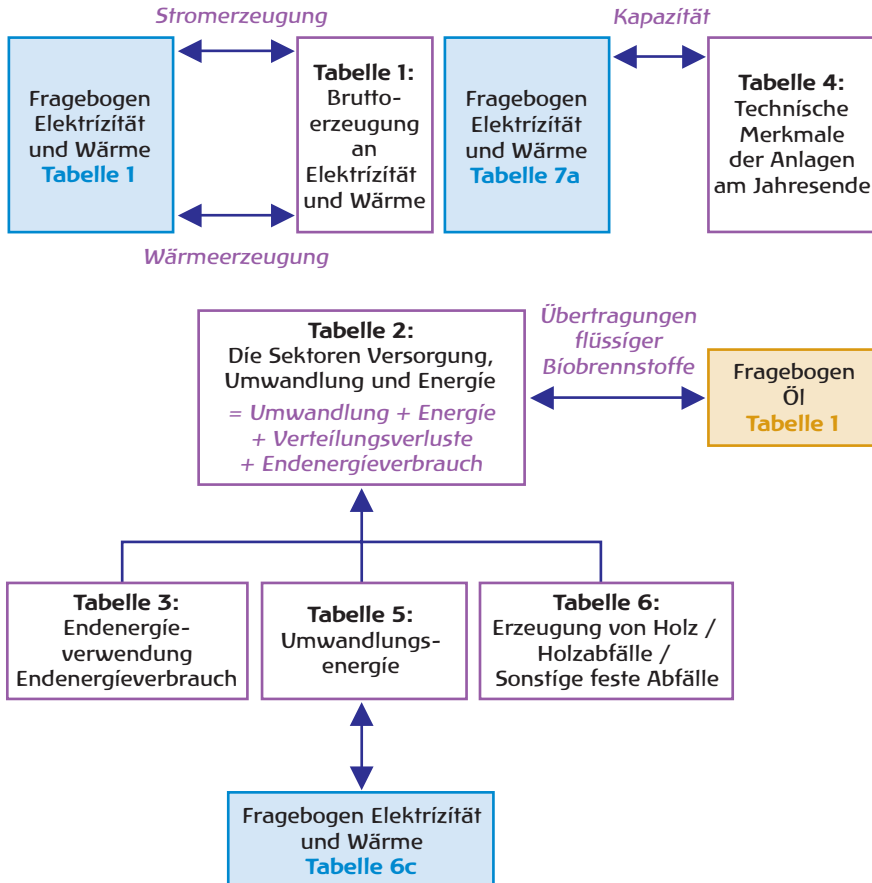 Stromerzeugung
Fragebogen
Elektrizität
und Wärme
Tabelle 1
Tabelle 1:
Brutto-
erzeugung
an
Elektrizität
und Wärme
Wärmeerzeugung
Kapazität
Fragebogen
Elektrizität
und Wärme
Tabelle 7a
Tabelle 4:
Technische
Merkmale
der Anlagen
am Jahresende
Tabelle 2:
Die Sektoren Versorgung,
Umwandlung und Energie
= Umwandlung + Energie
+ Verteilungsverluste
+ Endenergieverbrauch
Übertragungen
flüssiger
Biobrennstoffe
Fragebogen
Öl
Tabelle 1
Tabelle 3:
Endenergie-
verwendung
Endenergieverbrauch
Tabelle 5:
Umwandlungs-
energie
Tabelle 6:
Erzeugung von Holz /
Holzabfälle /
Sonstige feste Abfälle
Fragebogen Elektrizität
und Wärme
Tabelle 6c